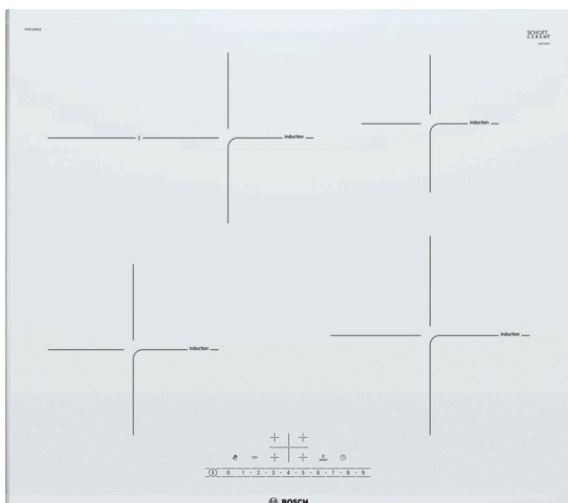 SCHOTT
CERAN®
Induction
Induction
Induction
Induction
0 1 • 2 • 3 • 4 • 5 • 6 • 7 • 8 • 9
BOSCH